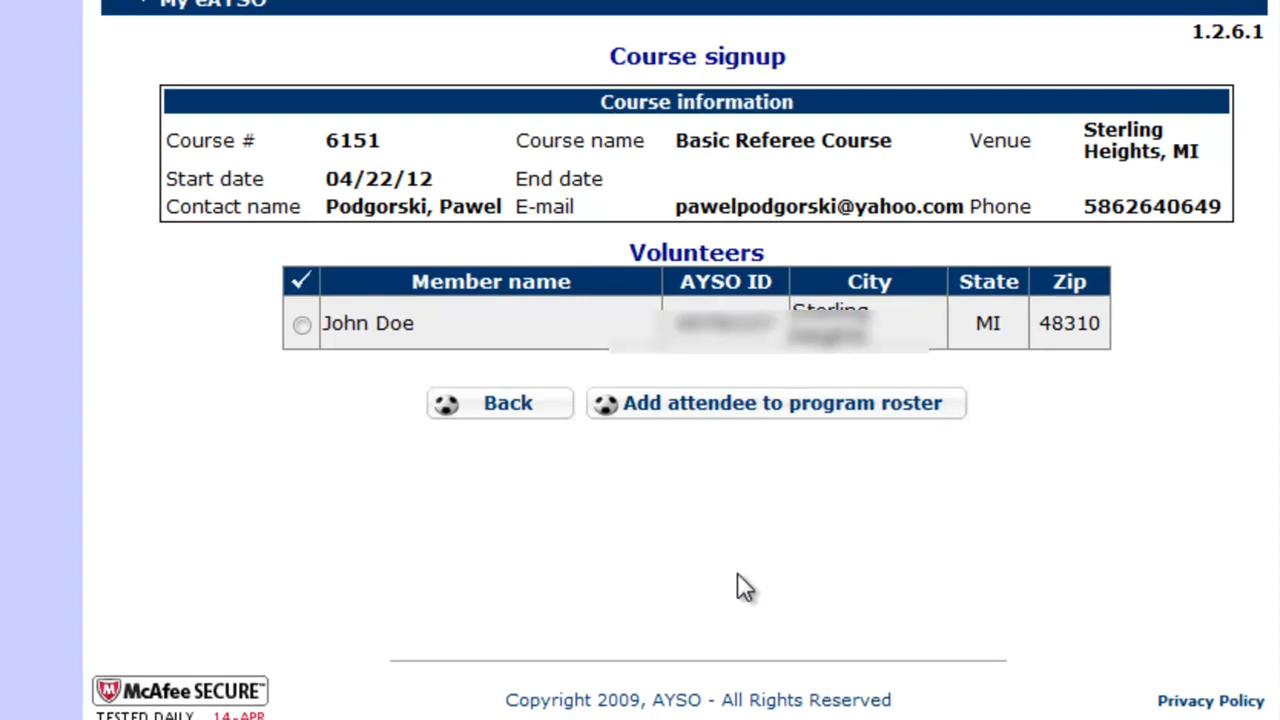 My eAYSO
1.2.6.1
Course signup
Course information
Course # 6151 Course name Basic Referee Course Venue Sterling Heights, MI
Start date 04/22/12 End date
Contact name Podgorski, Pawel E-mail pawelpodgorski@yahoo.com Phone 5862640649
Volunteers
Member name AYSO ID City State Zip
John Doe Sterling MI 48310
Back Add attendee to program roster
McAfee SECURE™
TESTED DAILY 14-APR
Copyright 2009, AYSO - All Rights Reserved
Privacy Policy